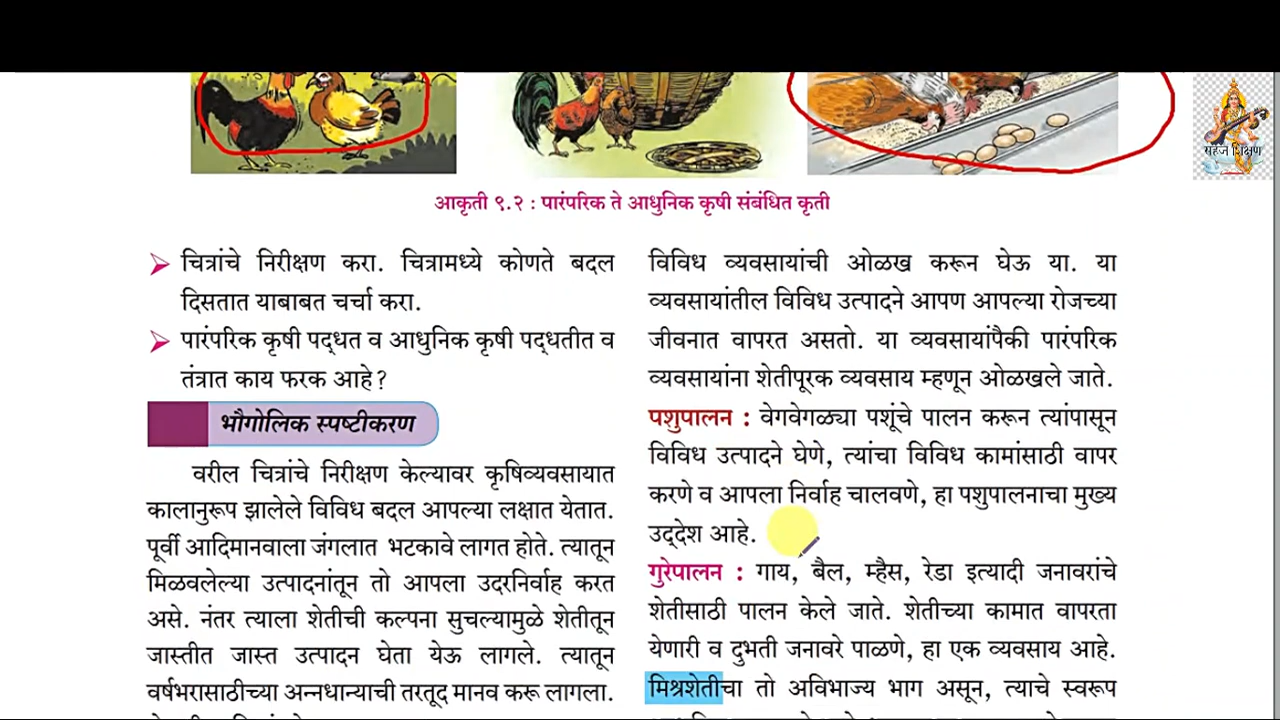 सहज शिक्षण
आकृती ९.२ : पारंपरिक ते आधुनिक कृषी संबंधित कृती
चित्रांचे निरीक्षण करा. चित्रामध्ये कोणते बदल
दिसतात याबाबत चर्चा करा.
पारंपरिक कृषी पद्धत व आधुनिक कृषी पद्धतीत व
तंत्रात काय फरक आहे?
भौगोलिक स्पष्टीकरण
वरील चित्रांचे निरीक्षण केल्यावर कृषिव्यवसायात
कालानुरूप झालेले विविध बदल आपल्या लक्षात येतात.
पूर्वी आदिमानवाला जंगलात भटकावे लागत होते. त्यातून
मिळवलेल्या उत्पादनांतून तो आपला उदरनिर्वाह करत
असे. नंतर त्याला शेतीची कल्पना सुचल्यामुळे शेतीतून
जास्तीत जास्त उत्पादन घेता येऊ लागले. त्यातून
वर्षभरासाठीच्या अन्नधान्याची तरतूद मानव करू लागला.
विविध व्यवसायांची ओळख करून घेऊ या. या
व्यवसायांतील विविध उत्पादने आपण आपल्या रोजच्या
जीवनात वापरत असतो. या व्यवसायांपैकी पारंपरिक
व्यवसायांना शेतीपूरक व्यवसाय म्हणून ओळखले जाते.
पशुपालन : वेगवेगळ्या पशूंचे पालन करून त्यांपासून
विविध उत्पादने घेणे, त्यांचा विविध कामांसाठी वापर
करणे व आपला निर्वाह चालवणे, हा पशुपालनाचा मुख्य
उद्देश आहे.
गुरेपालन : गाय, बैल, म्हैस, रेडा इत्यादी जनावरांचे
शेतीसाठी पालन केले जाते. शेतीच्या कामात वापरता
येणारी व दुभती जनावरे पाळणे, हा एक व्यवसाय आहे.
मिश्रशेतीचा तो अविभाज्य भाग असून, त्याचे स्वरूप